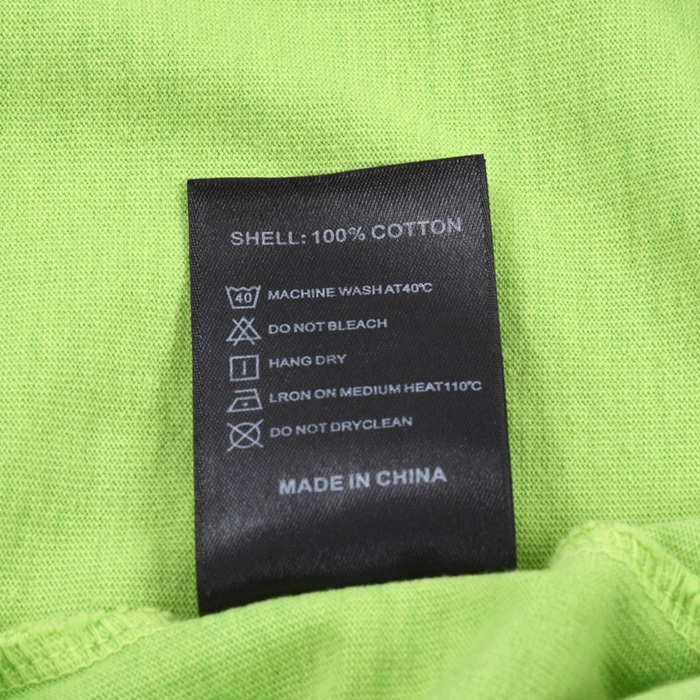 SHELL: 100% COTTON
40 MACHINE WASH AT40℃
DO NOT BLEACH
HANG DRY
LRON ON MEDIUM HEAT110℃
DO NOT DRYCLEAN
MADE IN CHINA